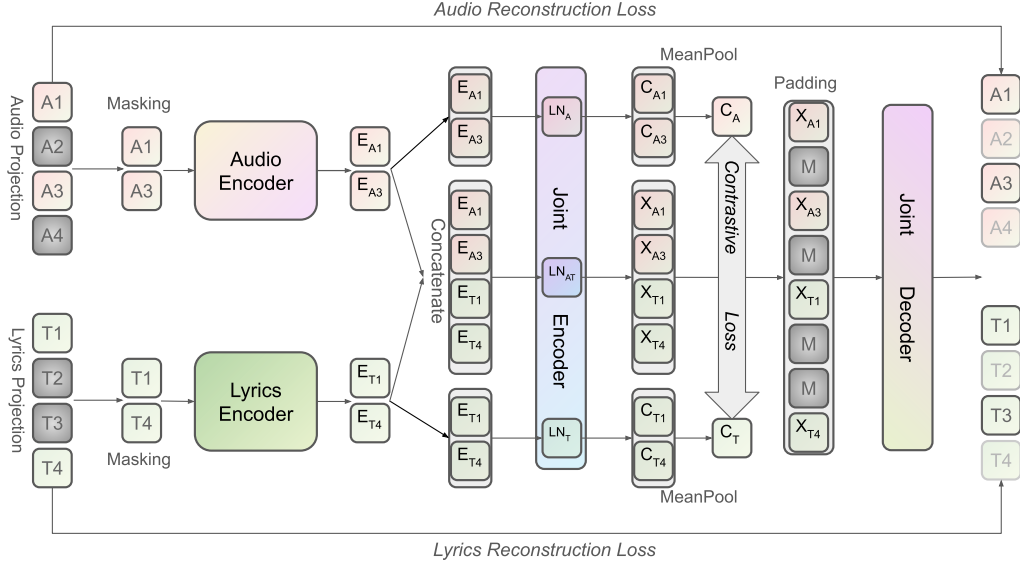 Audio Reconstruction Loss
Audio Projection
A1
A2
A3
A4
Masking
A1
A3
Audio
Encoder
E_A1
E_A3
Lyrics Projection
T1
T2
T3
T4
T1
T4
Masking
Lyrics
Encoder
E_T1
E_T4
Concatenate
E_A1
E_A3
E_A1
E_A3
E_T1
E_T4
E_T1
E_T4
LN_A
Joint
LN_AT
Encoder
LN_T
MeanPool
C_A1
C_A3
X_A1
X_A3
X_T1
X_T4
C_T1
C_T4
MeanPool
C_A
Contrastive
Loss
C_T
Padding
X_A1
M
X_A3
M
X_T1
M
M
X_T4
Joint
Decoder
A1
A2
A3
A4
T1
T2
T3
T4
Lyrics Reconstruction Loss